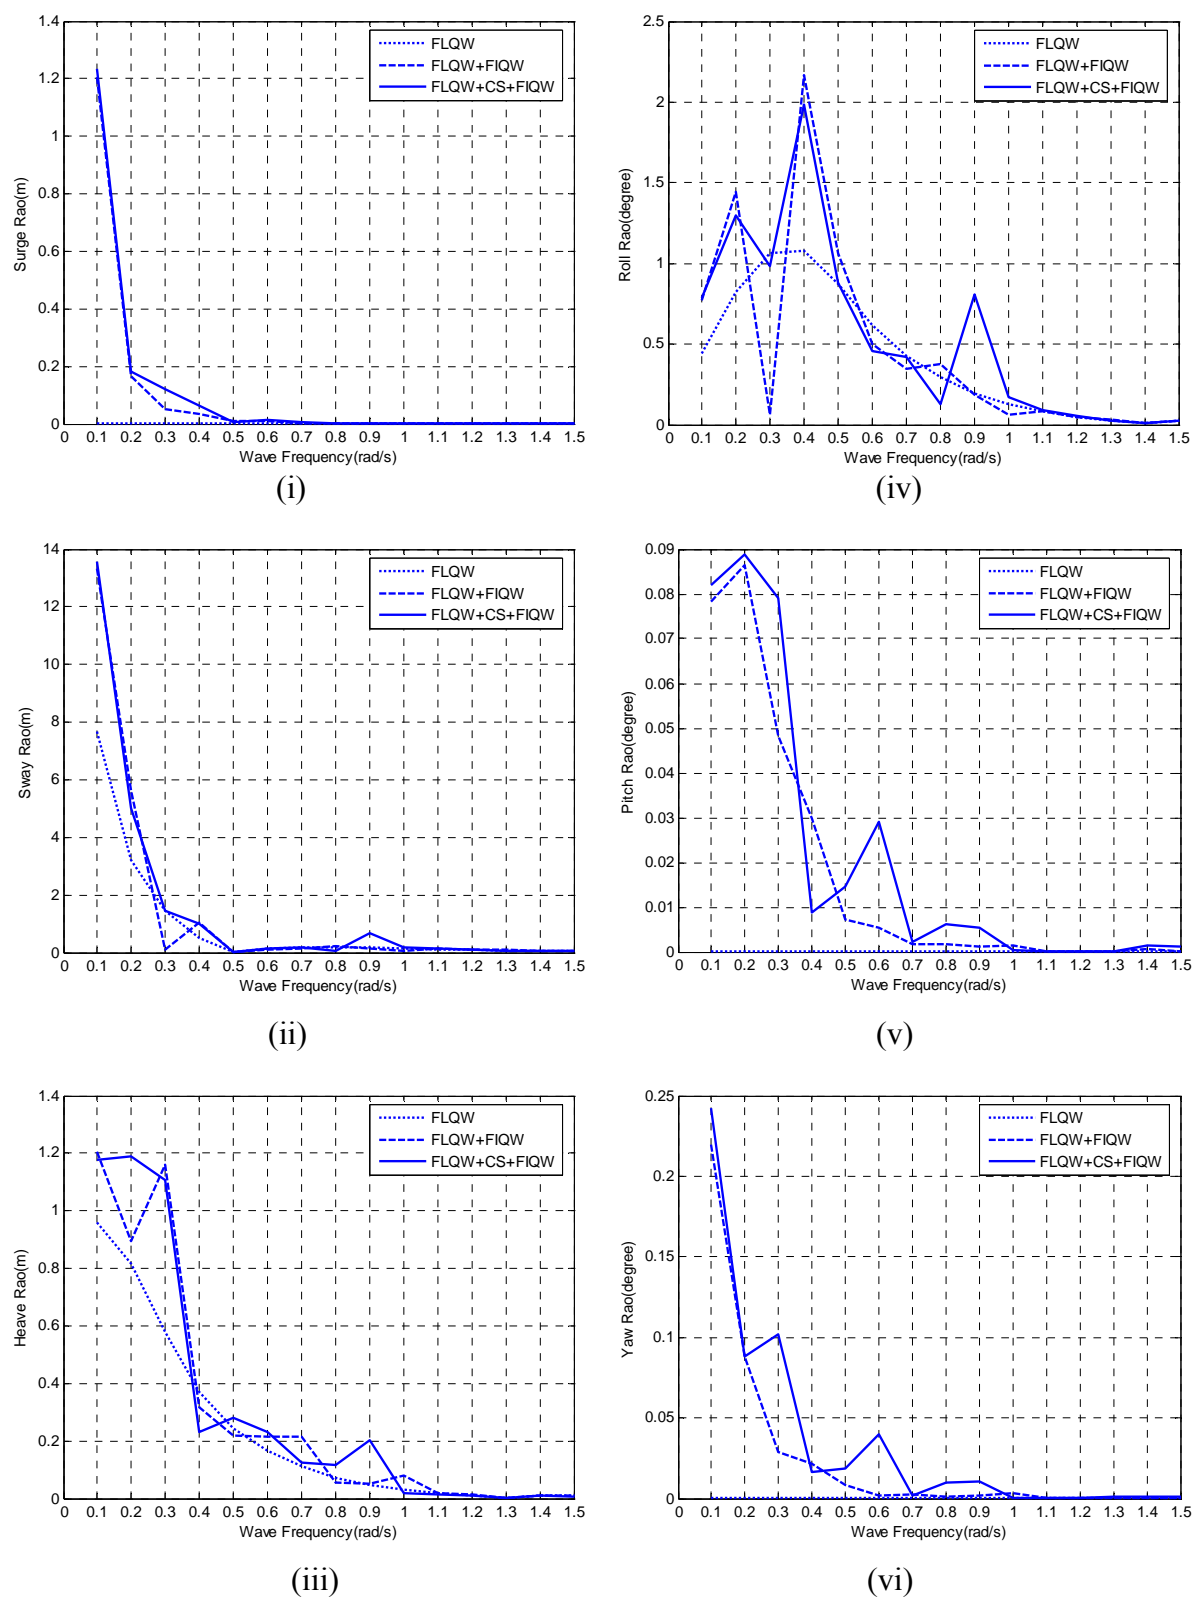 1.4
1.2
1
0.8
0.6
0.4
0.2
0
Surge Rao(m)
FLQW
FLQW+FIQW
FLQW+CS+FIQW
0 0.1 0.2 0.3 0.4 0.5 0.6 0.7 0.8 0.9 1 1.1 1.2 1.3 1.4 1.5
Wave Frequency(rad/s)
(i)
2.5
2
1.5
1
0.5
0
Roll Rao(degree)
FLQW
FLQW+FIQW
FLQW+CS+FIQW
0 0.1 0.2 0.3 0.4 0.5 0.6 0.7 0.8 0.9 1 1.1 1.2 1.3 1.4 1.5
Wave Frequency(rad/s)
(iv)
14
12
10
8
6
4
2
0
Sway Rao(m)
FLQW
FLQW+FIQW
FLQW+CS+FIQW
0 0.1 0.2 0.3 0.4 0.5 0.6 0.7 0.8 0.9 1 1.1 1.2 1.3 1.4 1.5
Wave Frequency(rad/s)
(ii)
0.09
0.08
0.07
0.06
0.05
0.04
0.03
0.02
0.01
0
Pitch Rao(degree)
FLQW
FLQW+FIQW
FLQW+CS+FIQW
0 0.1 0.2 0.3 0.4 0.5 0.6 0.7 0.8 0.9 1 1.1 1.2 1.3 1.4 1.5
Wave Frequency(rad/s)
(v)
1.4
1.2
1
0.8
0.6
0.4
0.2
0
Heave Rao(m)
FLQW
FLQW+FIQW
FLQW+CS+FIQW
0 0.1 0.2 0.3 0.4 0.5 0.6 0.7 0.8 0.9 1 1.1 1.2 1.3 1.4 1.5
Wave Frequency(rad/s)
(iii)
0.25
0.2
0.15
0.1
0.05
0
Yaw Rao(degree)
FLQW
FLQW+FIQW
FLQW+CS+FIQW
0 0.1 0.2 0.3 0.4 0.5 0.6 0.7 0.8 0.9 1 1.1 1.2 1.3 1.4 1.5
Wave Frequency(rad/s)
(vi)